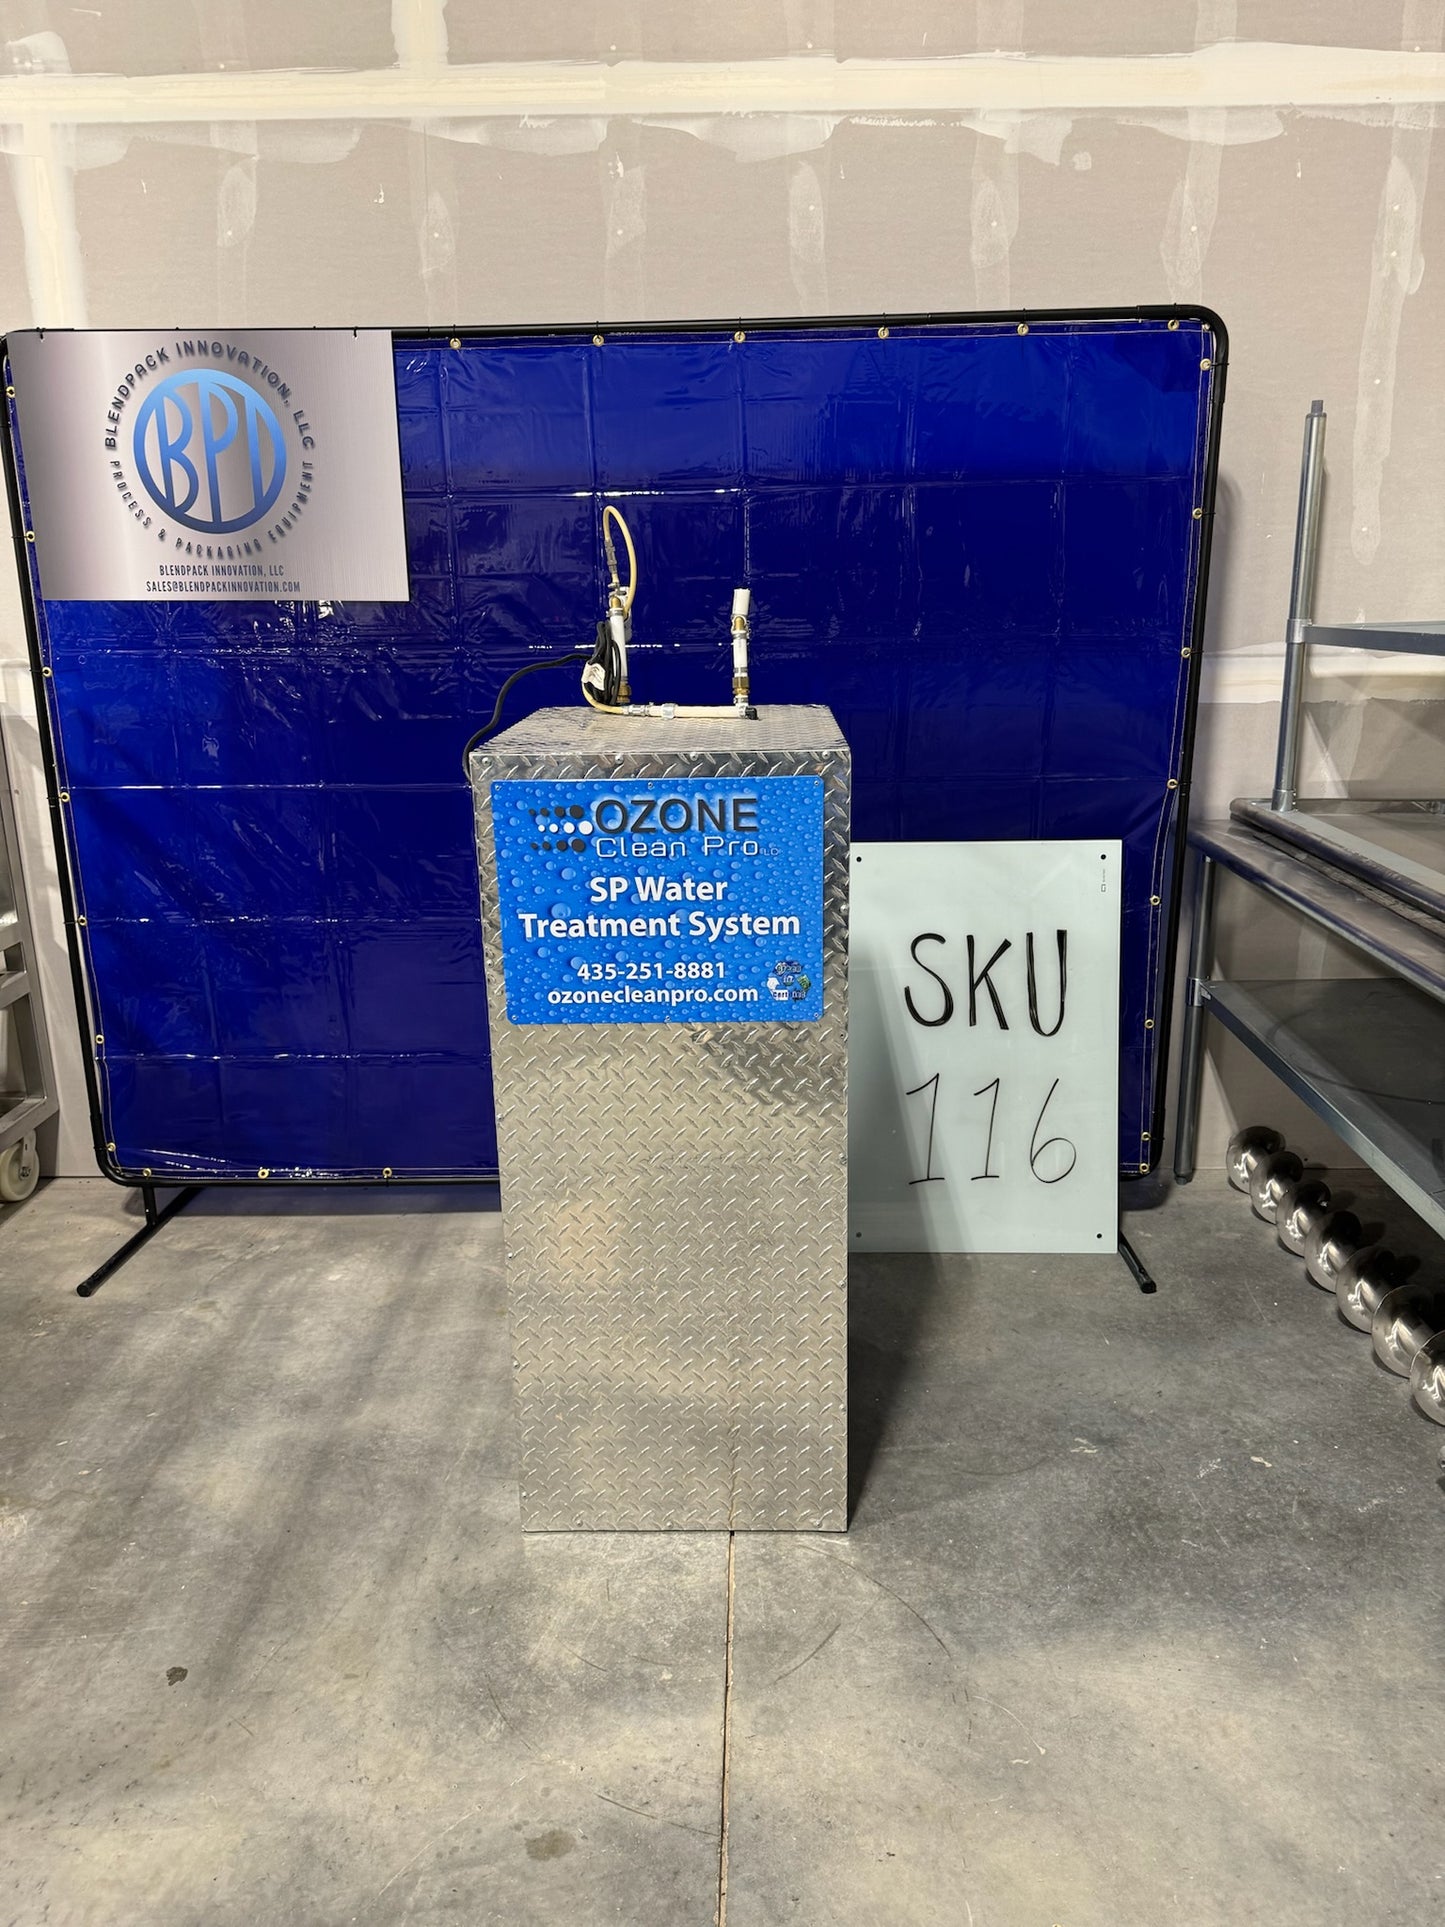 BLENDPACK INNOVATION, LLC
BPI
PROCESS & PACKAGING EQUIPMENT
BLENDPACK INNOVATION, LLC
SALES@BLENDPACKINNOVATION.COM
OZONE
Clean Pro LC
SP Water
Treatment System
435-251-8881
ozonecleanpro.com
SKU
116